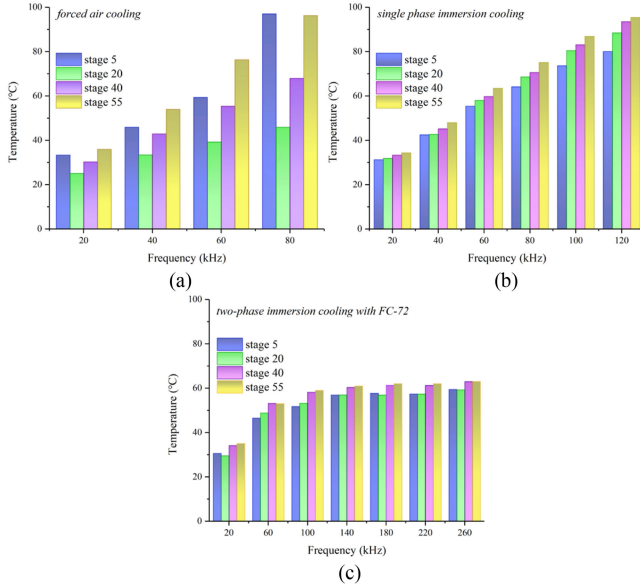 forced air cooling
stage 5
stage 20
stage 40
stage 55
100
80
60
40
20
0
Temperature (℃)
20 40 60 80
Frequency (kHz)
(a)
single phase immersion cooling
stage 5
stage 20
stage 40
stage 55
100
80
60
40
20
0
Temperature (℃)
20 40 60 80 100 120
Frequency (kHz)
(b)
two-phase immersion cooling with FC-72
stage 5
stage 20
stage 40
stage 55
100
80
60
40
20
0
Temperature (℃)
20 60 100 140 180 220 260
Frequency (kHz)
(c)